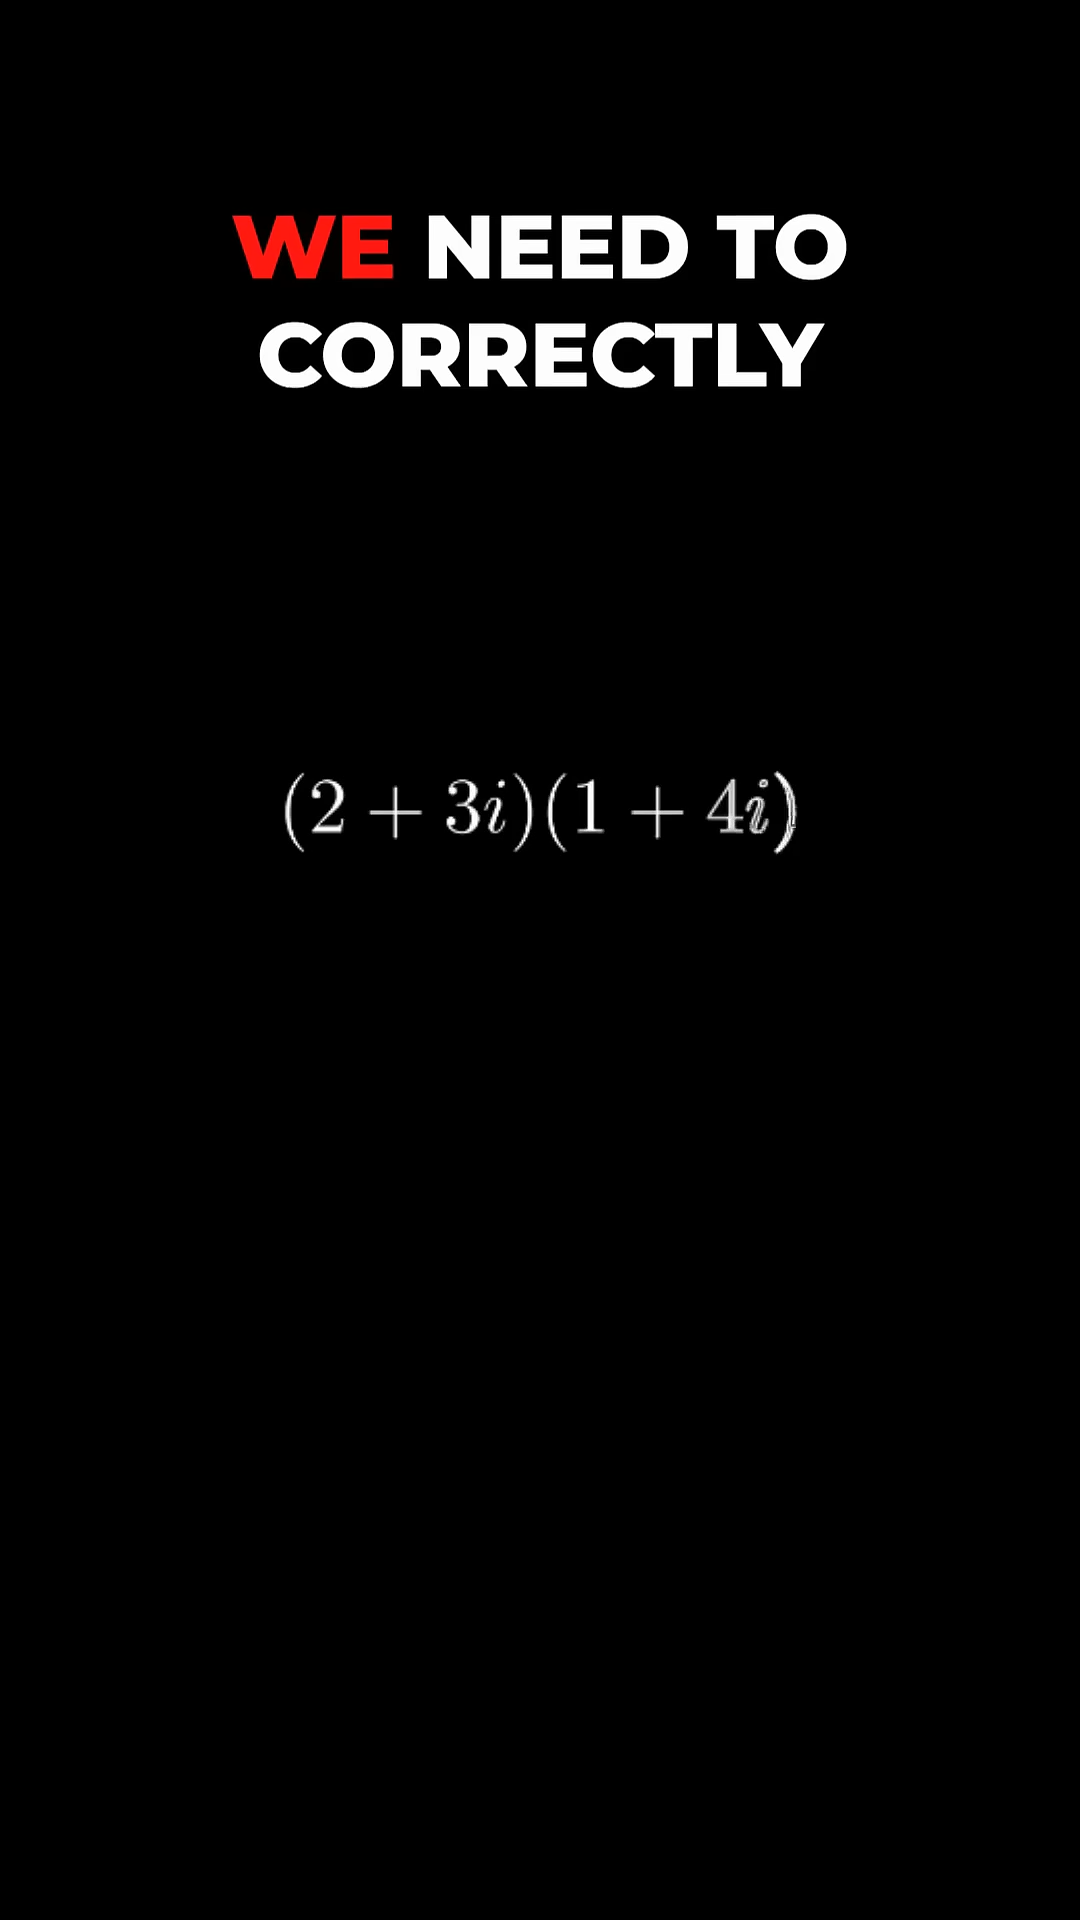 WE NEED TO
CORRECTLY
(2 + 3i)(1 + 4i)